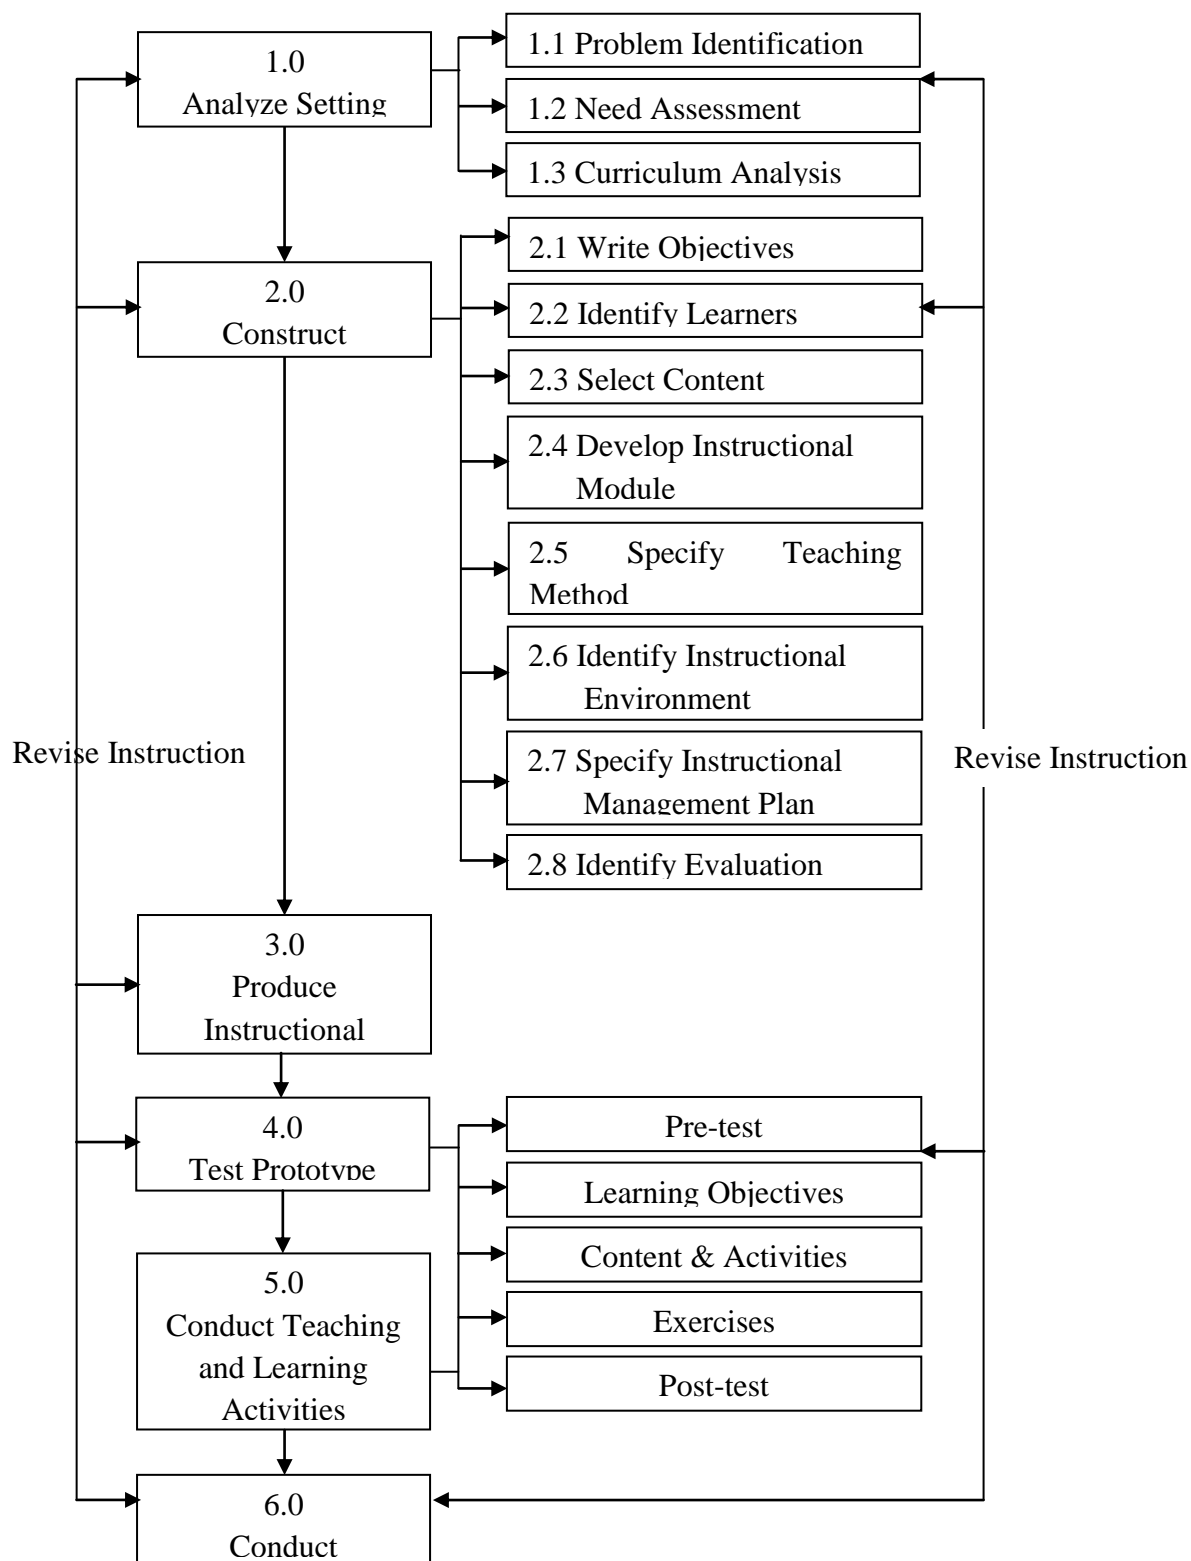 1.0
Analyze Setting
1.1 Problem Identification
1.2 Need Assessment
1.3 Curriculum Analysis
2.0
Construct
2.1 Write Objectives
2.2 Identify Learners
2.3 Select Content
2.4 Develop Instructional
Module
2.5 Specify Teaching
Method
2.6 Identify Instructional
Environment
2.7 Specify Instructional
Management Plan
2.8 Identify Evaluation
Revise Instruction
Revise Instruction
3.0
Produce
Instructional
4.0
Test Prototype
Pre-test
Learning Objectives
Content & Activities
Exercises
Post-test
5.0
Conduct Teaching
and Learning
Activities
6.0
Conduct